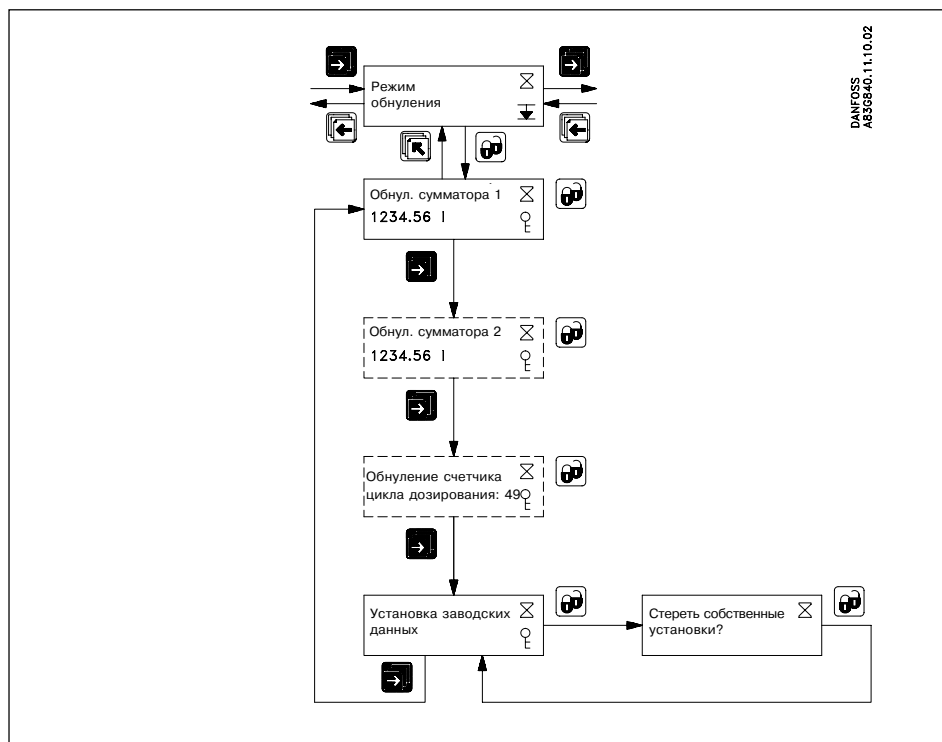 DANFOSS
A83G840.11.10.02
Режим
обнуления
Обнул. сумматора 1
1234.56 l
Обнул. сумматора 2
1234.56 l
Обнуление счетчика
цикла дозирования: 49
Установка заводских
данных
Стереть собственные
установки?